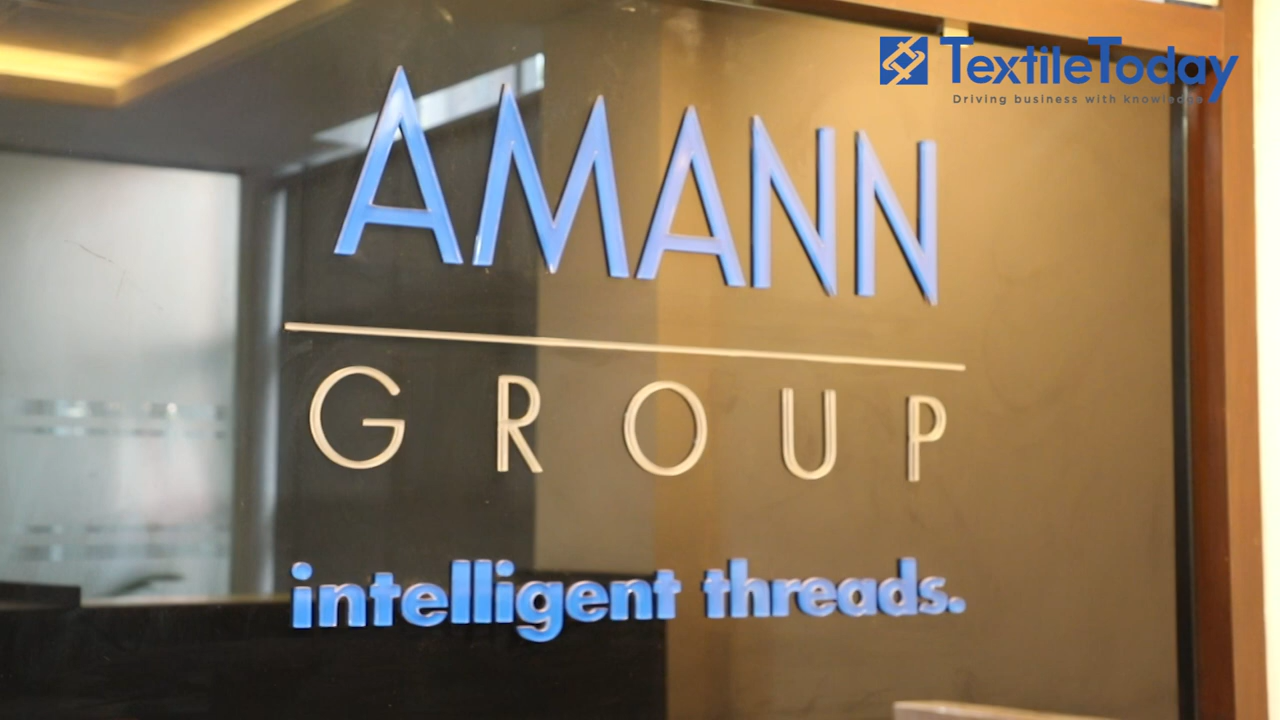 TextileToday
Driving business with knowledge
AMANN
GROUP
intelligent threads.